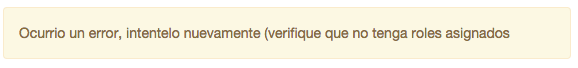 Ocurrio un error, intentelo nuevamente (verifique que no tenga roles asignados